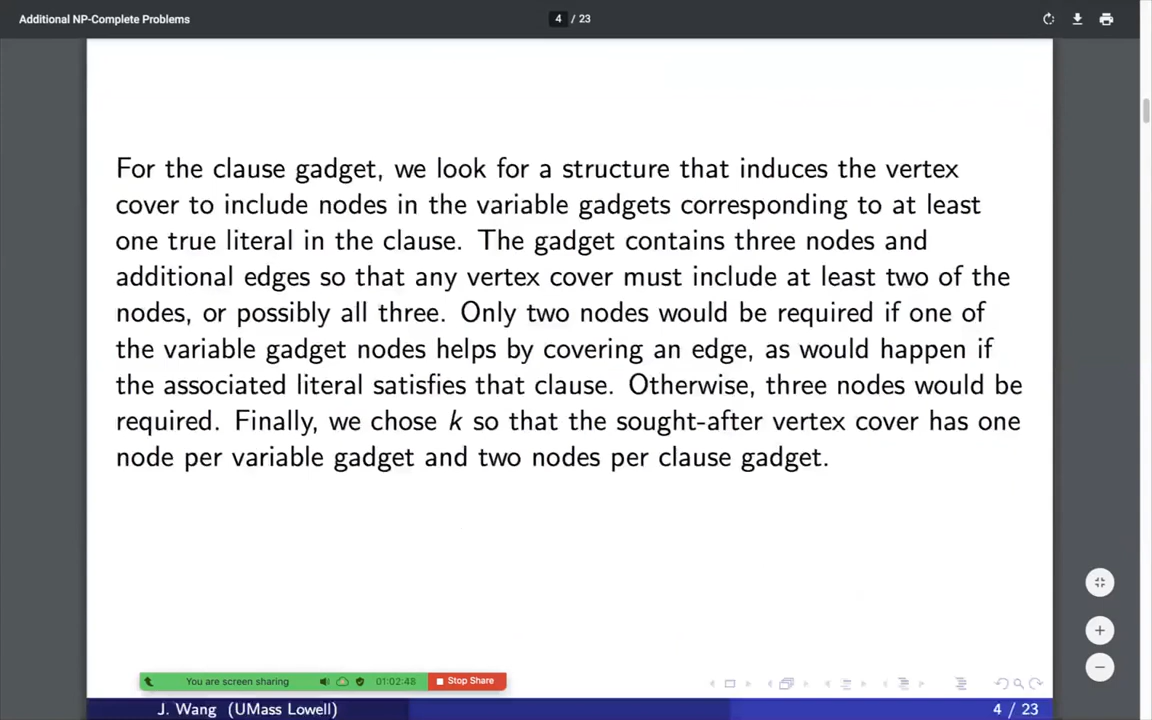 Additional NP-Complete Problems
4 / 23
For the clause gadget, we look for a structure that induces the vertex
cover to include nodes in the variable gadgets corresponding to at least
one true literal in the clause. The gadget contains three nodes and
additional edges so that any vertex cover must include at least two of the
nodes, or possibly all three. Only two nodes would be required if one of
the variable gadget nodes helps by covering an edge, as would happen if
the associated literal satisfies that clause. Otherwise, three nodes would be
required. Finally, we chose k so that the sought-after vertex cover has one
node per variable gadget and two nodes per clause gadget.
You are screen sharing 01:02:48 Stop Share
J. Wang (UMass Lowell) 4 / 23